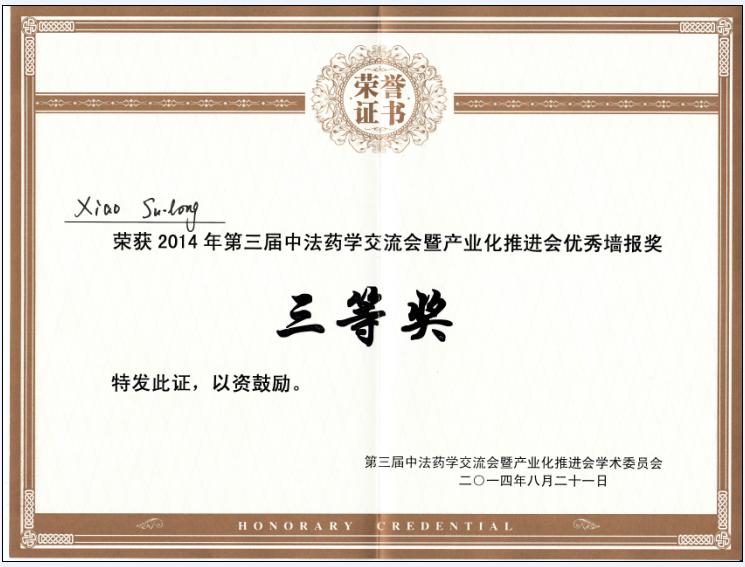 荣誉
证书
Xiao Su-long
荣获 2014 年第三届中法药学交流会暨产业化推进会优秀墙报奖
三等奖
特发此证，以资鼓励。
第三届中法药学交流会暨产业化推进会学术委员会
二〇一四年八月二十一日
HONORARY CREDENTIAL